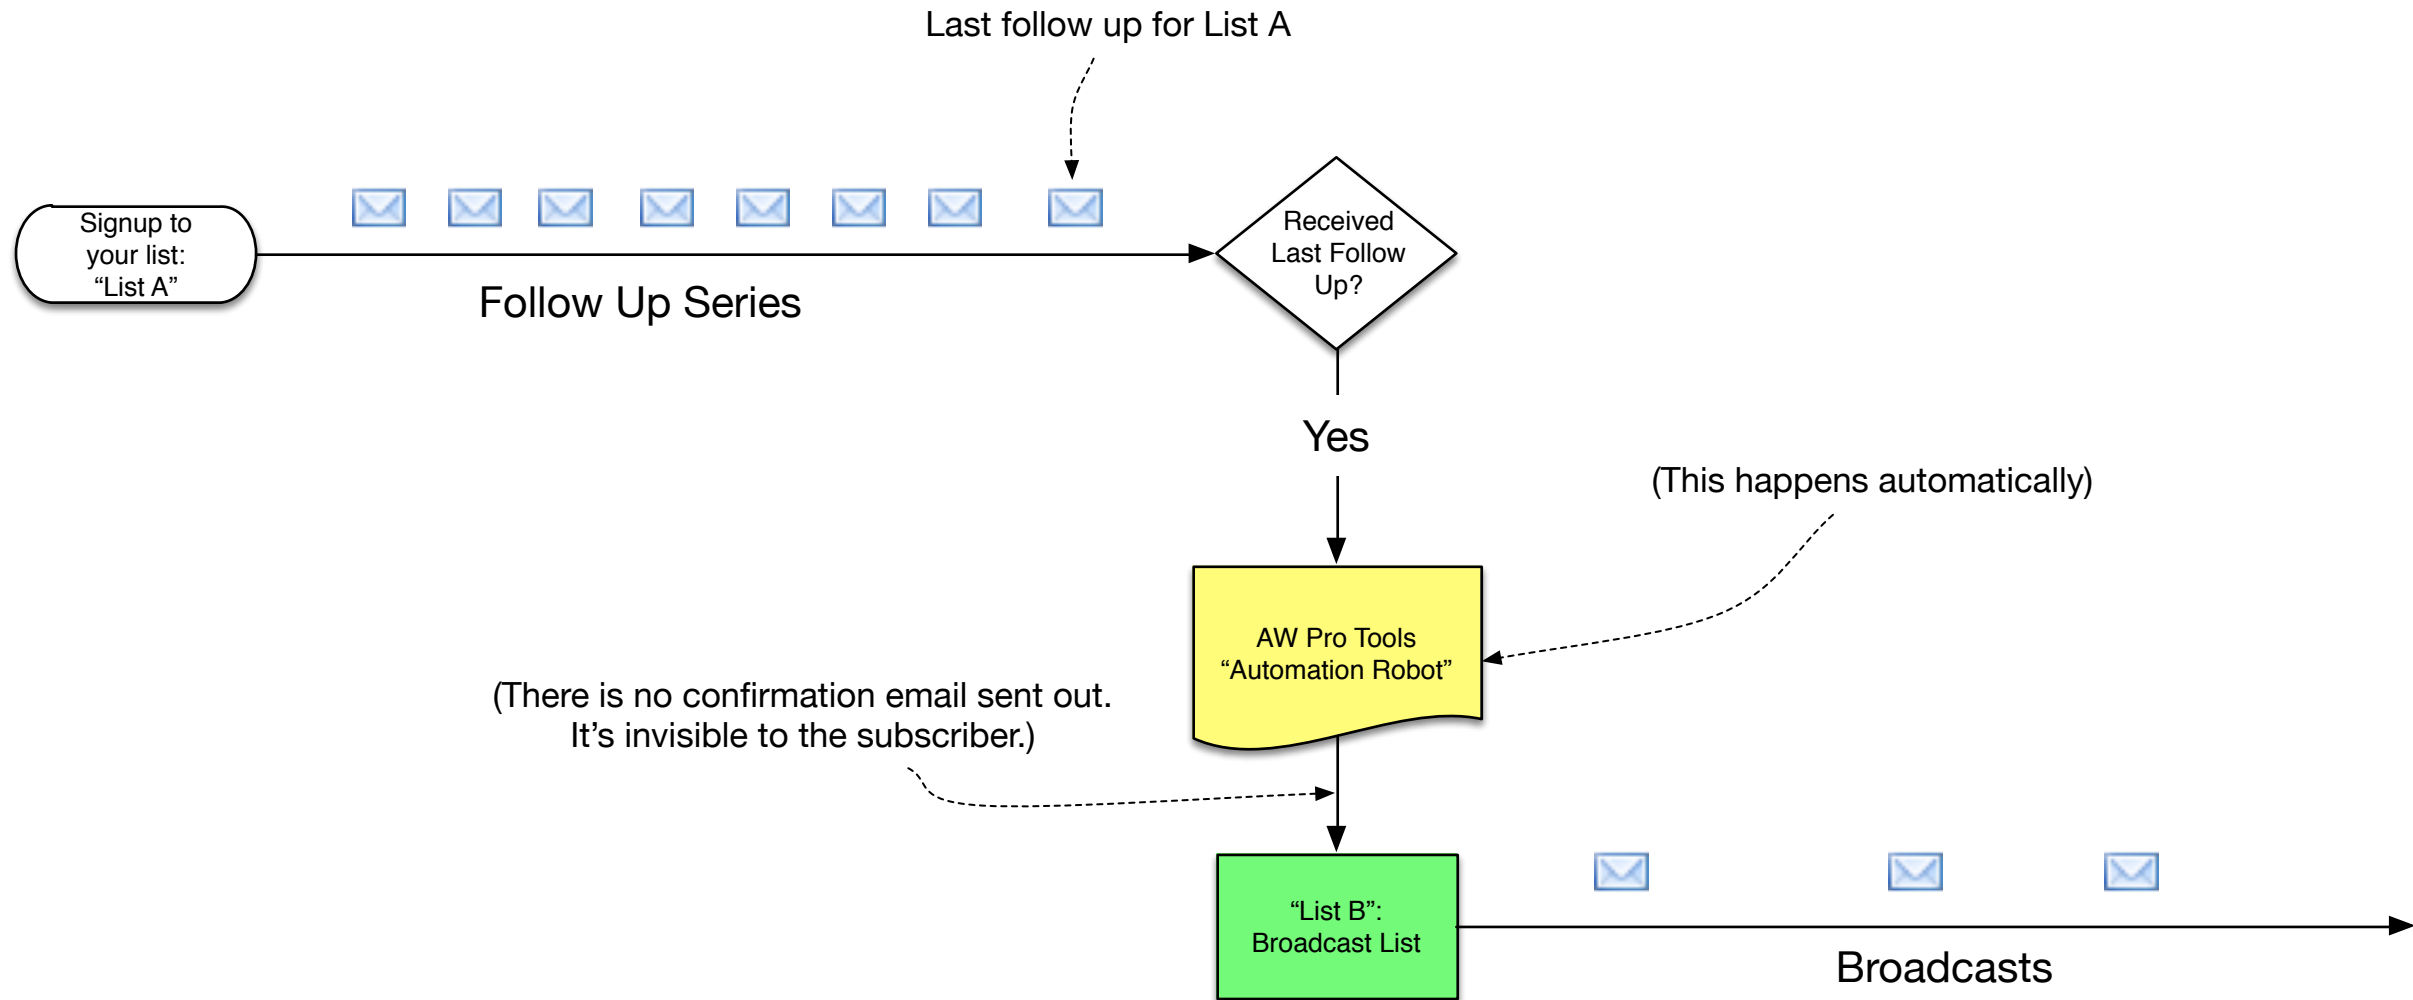 Last follow up for List A
Signup to
your list:
“List A”
Follow Up Series
Received
Last Follow
Up?
Yes
(This happens automatically)
AW Pro Tools
“Automation Robot”
(There is no confirmation email sent out.
It’s invisible to the subscriber.)
“List B”:
Broadcast List
Broadcasts